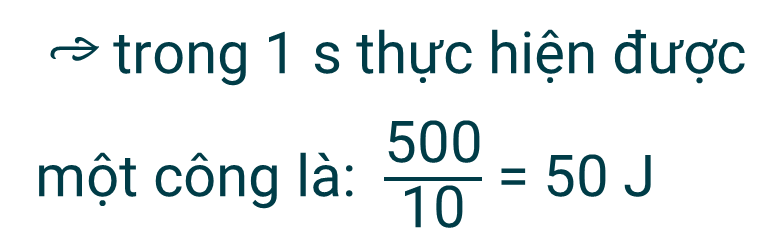 → trong 1 s thực hiện được
một công là: 500/10 = 50 J